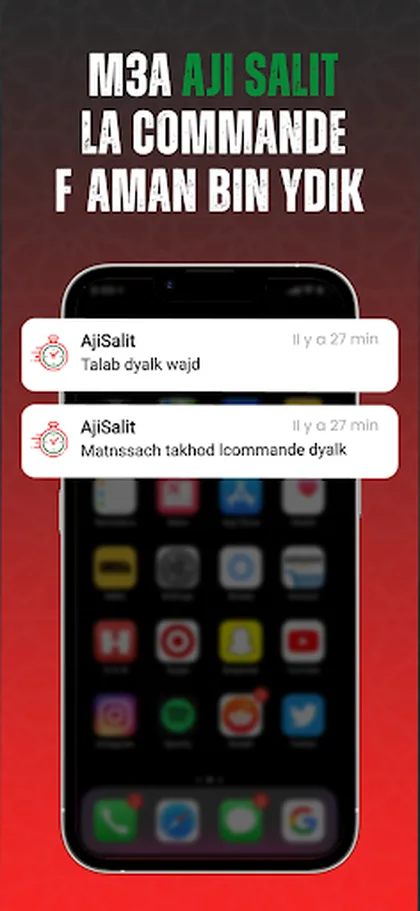 M3A AJI SALIT
LA COMMANDE
F AMAN BIN YDIK
AjiSalit
Il y a 27 min
Talab dyalk wajd
AjiSalit
Il y a 27 min
Matnssach takhod lcommande dyalk